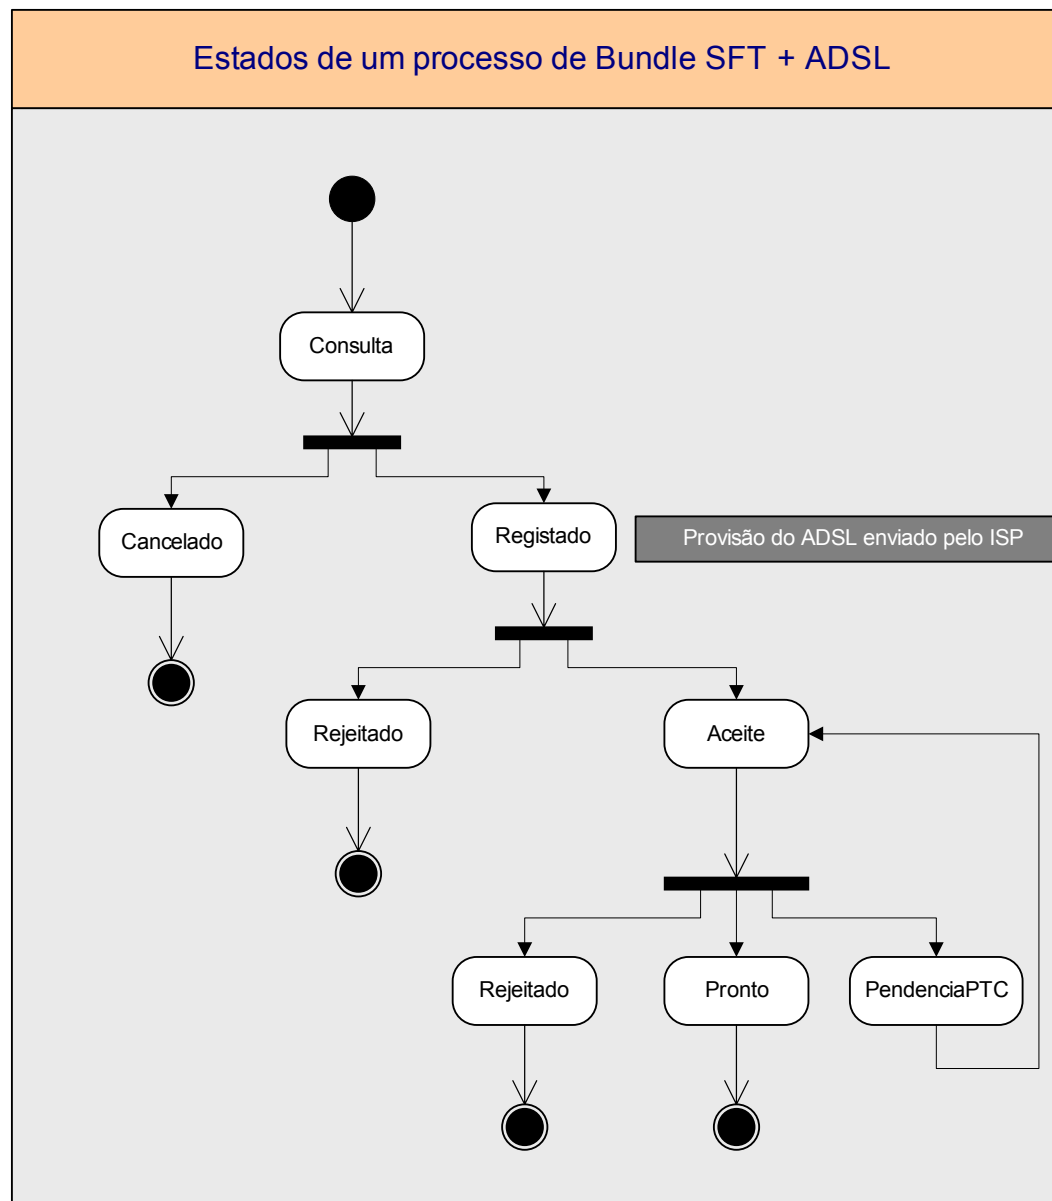 Estados de um processo de Bundle SFT + ADSL
Consulta
Cancelado
Registado
Provisão do ADSL enviado pelo ISP
Rejeitado
Aceite
Rejeitado
Pronto
PendenciaPTC